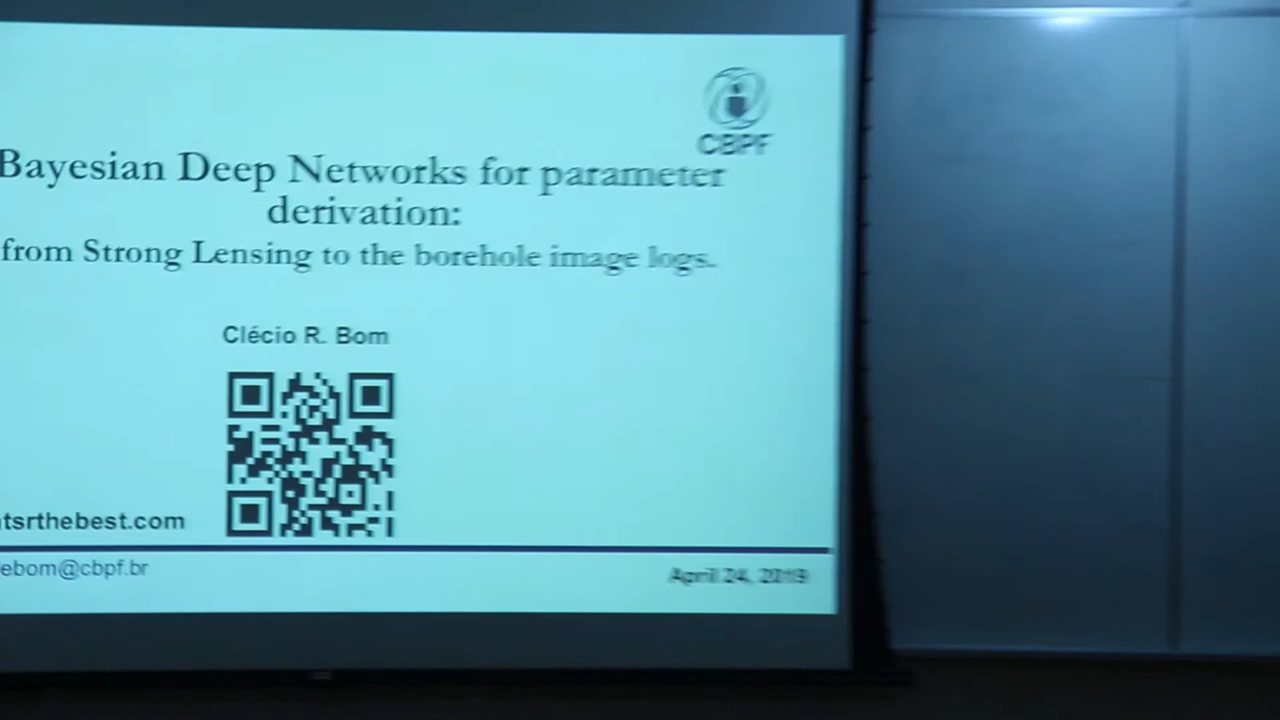 CBPF
Bayesian Deep Networks for parameter
derivation:
from Strong Lensing to the borehole image logs.
Clécio R. Bom
tsrthebest.com
ebom@cbpf.br
April 24, 2019